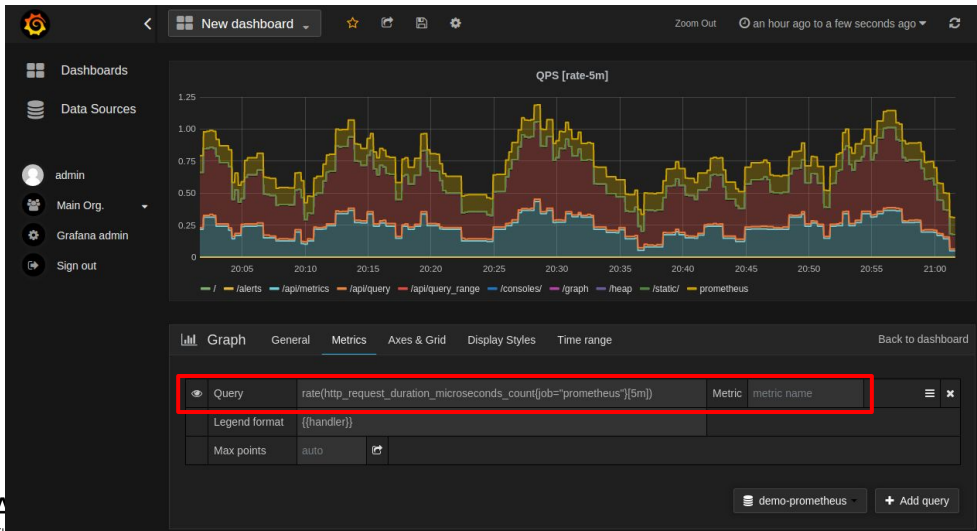 New dashboard
Zoom Out an hour ago to a few seconds ago
Dashboards
Data Sources
admin
Main Org.
Grafana admin
Sign out
QPS [rate-5m]
1.25
1.00
0.75
0.50
0.25
0
20:05 20:10 20:15 20:20 20:25 20:30 20:35 20:40 20:45 20:50 20:55 21:00
/ /alerts /api/metrics /api/query /api/query_range /consoles/ /graph /heap /static/ prometheus
Graph General Metrics Axes & Grid Display Styles Time range Back to dashboard
Query rate(http_request_duration_microseconds_count{job="prometheus"}[5m]) Metric metric name
Legend format {{handler}}
Max points auto
demo-prometheus + Add query